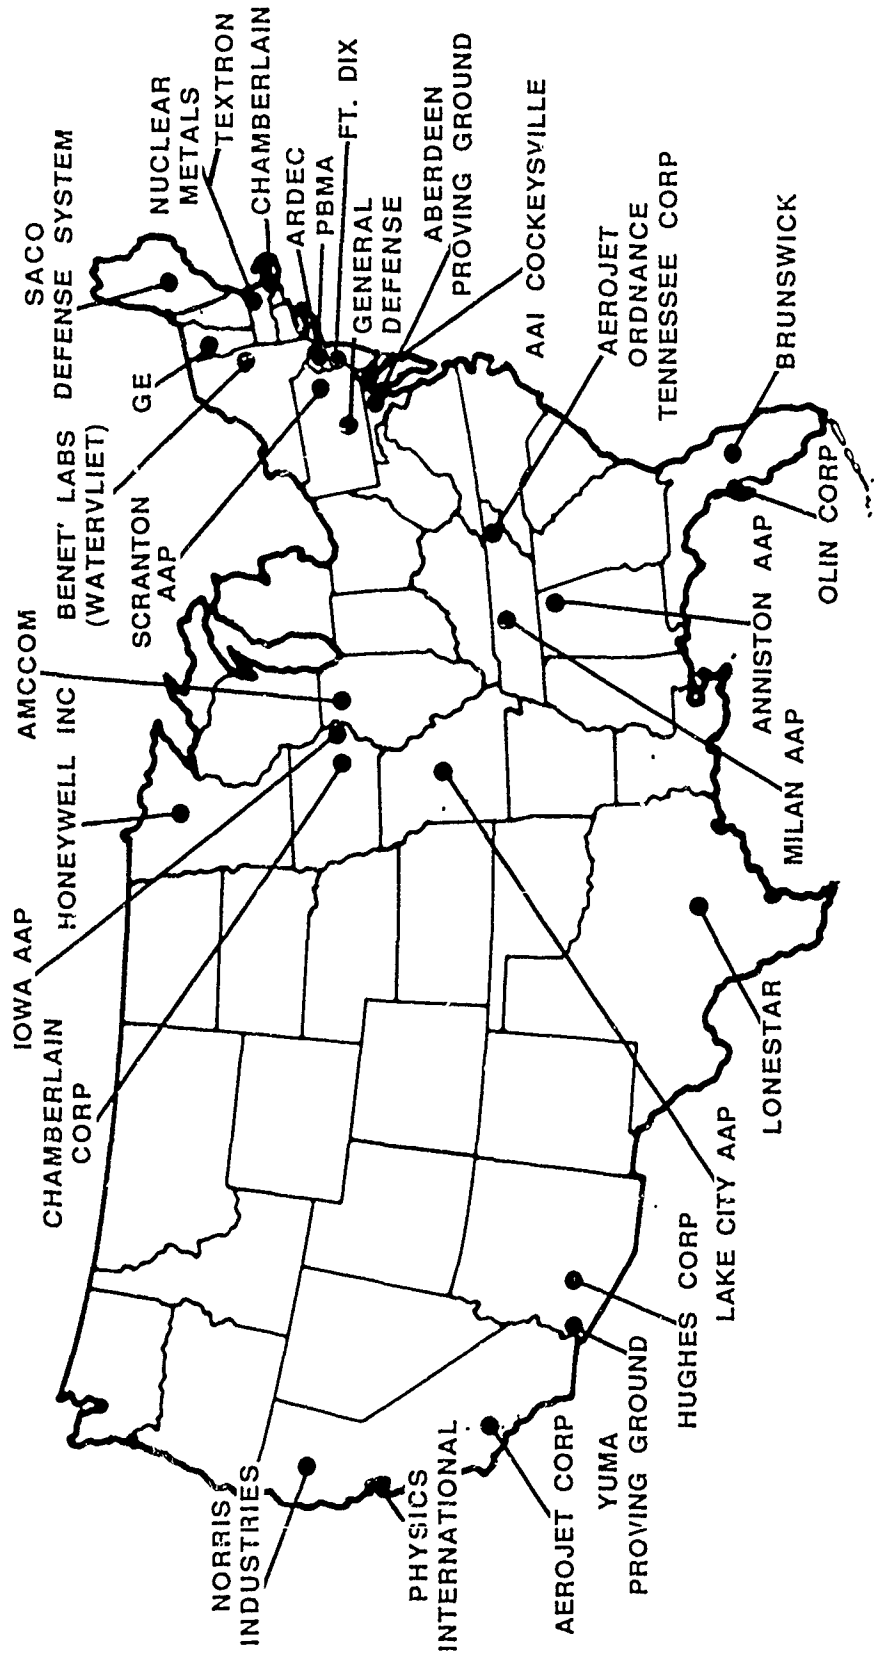 NORRIS
INDUSTRIES
PHYSICS
INTERNATIONAL
AEROJET CORP
YUMA
PROVING GROUND
HUGHES CORP
LAKE CITY AAP
LONESTAR
CHAMBERLAIN
CORP
IOWA AAP
HONEYWELL INC
AMCCOM
MILAN AAP
ANNISTON AAP
OLIN CORP
BRUNSWICK
SCRANTON
AAP
BENET' LABS
(WATERVLIET)
GE
SACO
DEFENSE SYSTEM
NUCLEAR
METALS
TEXTRON
CHAMBERLAIN
ARDEC
PBMA
FT. DIX
GENERAL
DEFENSE
ABERDEEN
PROVING GROUND
AAI COCKEYSVILLE
AEROJET
ORDNANCE
TENNESSEE CORP